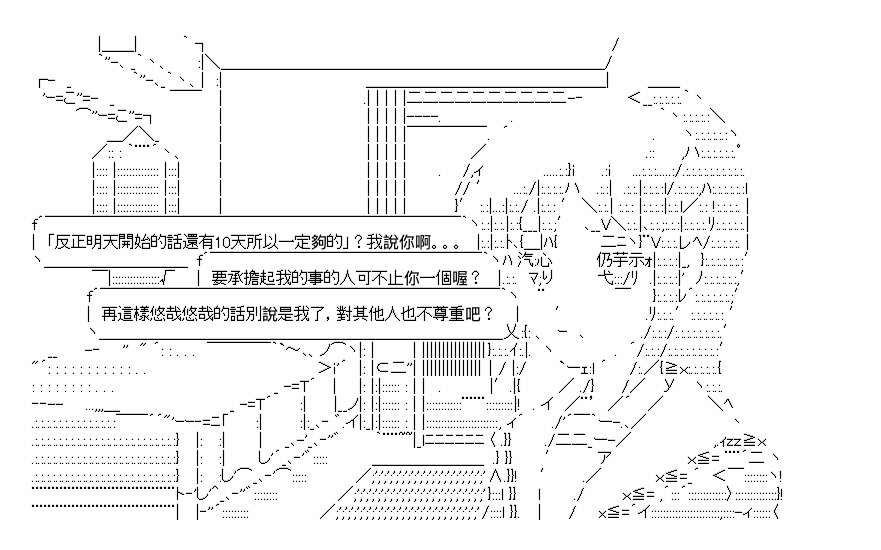 「反正明天開始的話還有10天所以一定夠的」？我說你啊。。。
要承擔起我的事的人可不止你一個喔？
再這樣悠哉悠哉的話別說是我了，對其他人也不尊重吧？